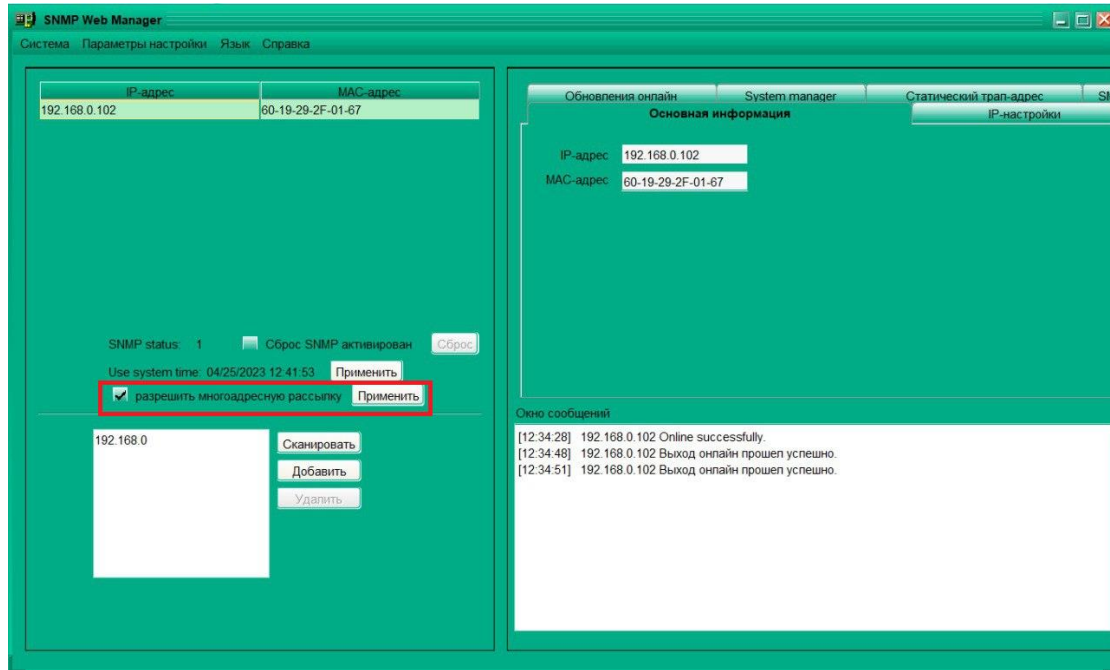 SNMP Web Manager
Система Параметры настройки Язык Справка
IP-адрес MAC-адрес
192.168.0.102 60-19-29-2F-01-67
SNMP status: 1 Сброс SNMP активирован Сброс
Use system time: 04/25/2023 12:41:53 Применить
разрешить многоадресную рассылку Применить
192.168.0
Сканировать
Добавить
Удалить
Обновления онлайн System manager Статический трап-адрес
Основная информация IP-настройки
IP-адрес 192.168.0.102
MAC-адрес 60-19-29-2F-01-67
Окно сообщений
[12:34:28] 192.168.0.102 Online successfully.
[12:34:48] 192.168.0.102 Выход онлайн прошел успешно.
[12:34:51] 192.168.0.102 Выход онлайн прошел успешно.